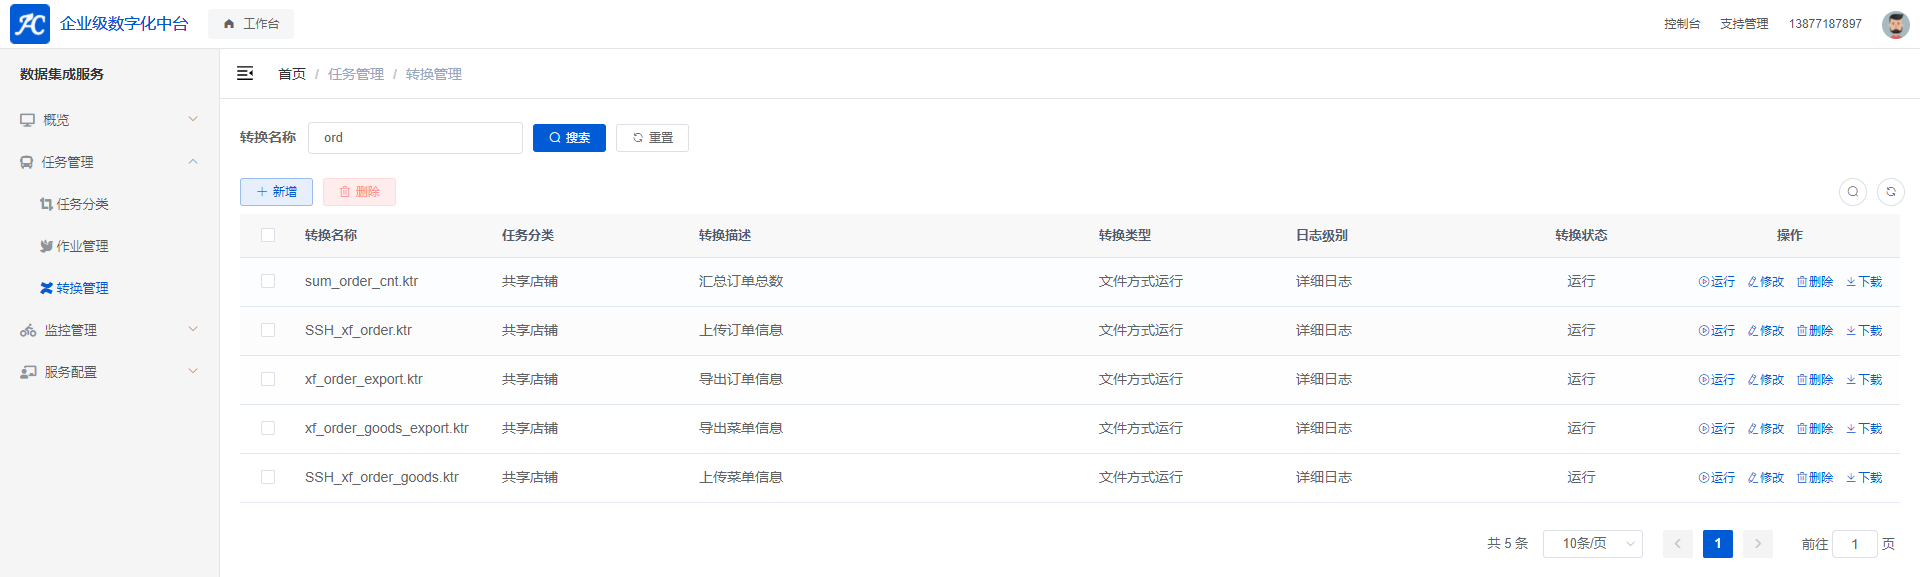 企业级数字化中台 工作台 控制台 支持管理 13877187897
数据集成服务
概览
任务管理
任务分类
作业管理
转换管理
监控管理
服务配置
首页 / 任务管理 / 转换管理
转换名称 ord 搜索 重置
新增 删除
转换名称 任务分类 转换描述 转换类型 日志级别 转换状态 操作
sum_order_cnt.ktr 共享店铺 汇总订单总数 文件方式运行 详细日志 运行 运行 修改 删除 下载
SSH_xf_order.ktr 共享店铺 上传订单信息 文件方式运行 详细日志 运行 运行 修改 删除 下载
xf_order_export.ktr 共享店铺 导出订单信息 文件方式运行 详细日志 运行 运行 修改 删除 下载
xf_order_goods_export.ktr 共享店铺 导出菜单信息 文件方式运行 详细日志 运行 运行 修改 删除 下载
SSH_xf_order_goods.ktr 共享店铺 上传菜单信息 文件方式运行 详细日志 运行 运行 修改 删除 下载
共 5 条 10条/页 1 前往 1 页